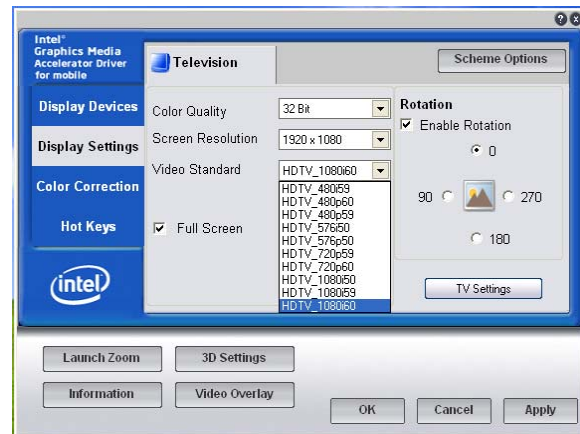 Intel®
Graphics Media
Accelerator Driver
for mobile
Television
Scheme Options
Display Devices
Display Settings
Color Correction
Hot Keys
intel
Color Quality
32 Bit
Screen Resolution
1920 x 1080
Video Standard
HDTV_1080i60
HDTV_480i59
HDTV_480p60
HDTV_480p59
HDTV_576i50
HDTV_576p50
HDTV_720p59
HDTV_720p60
HDTV_1080i50
HDTV_1080i59
HDTV_1080i60
Full Screen
Rotation
Enable Rotation
0
90
270
180
TV Settings
Launch Zoom
3D Settings
Information
Video Overlay
OK
Cancel
Apply